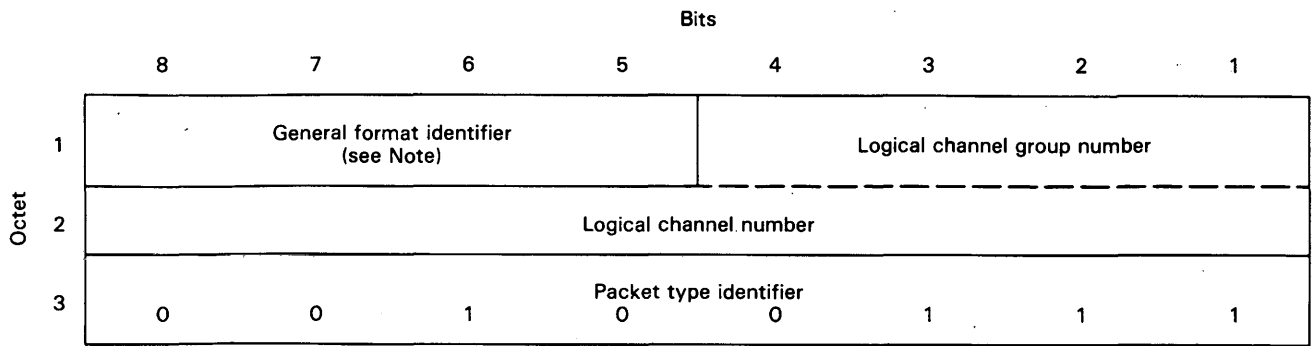 Bits
8 7 6 5 4 3 2 1
Octet
1
General format identifier
(see Note)
Logical channel group number
2
Logical channel number
3
Packet type identifier
0 0 1 0 0 1 1 1